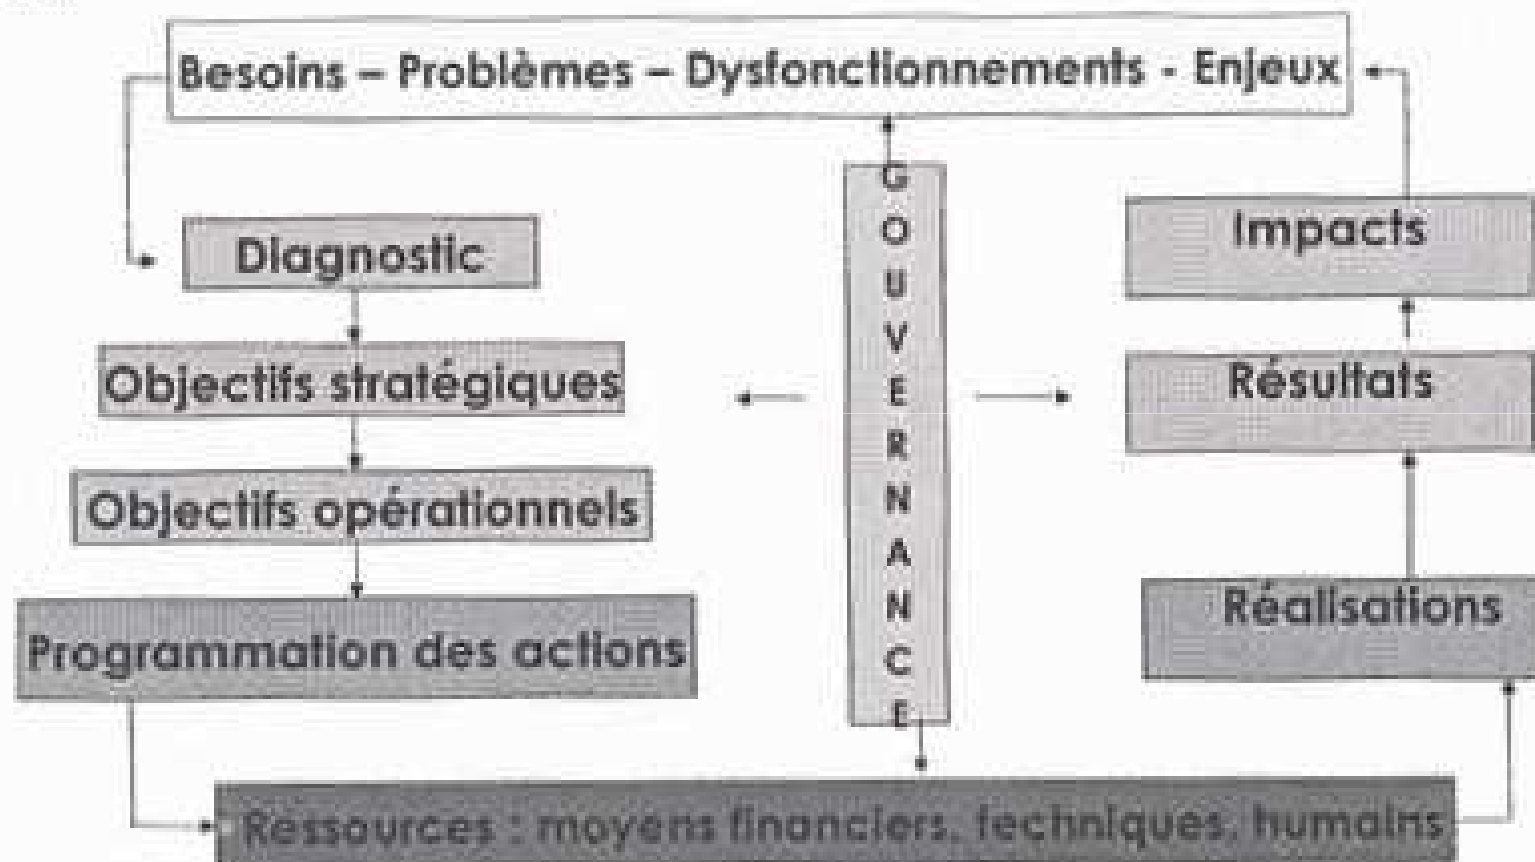 Besoins – Problèmes – Dysfonctionnements - Enjeux
Diagnostic
Objectifs stratégiques
Objectifs opérationnels
Programmation des actions
GOUVERNANCE
Impacts
Résultats
Réalisations
Ressources : moyens financiers, techniques, humains